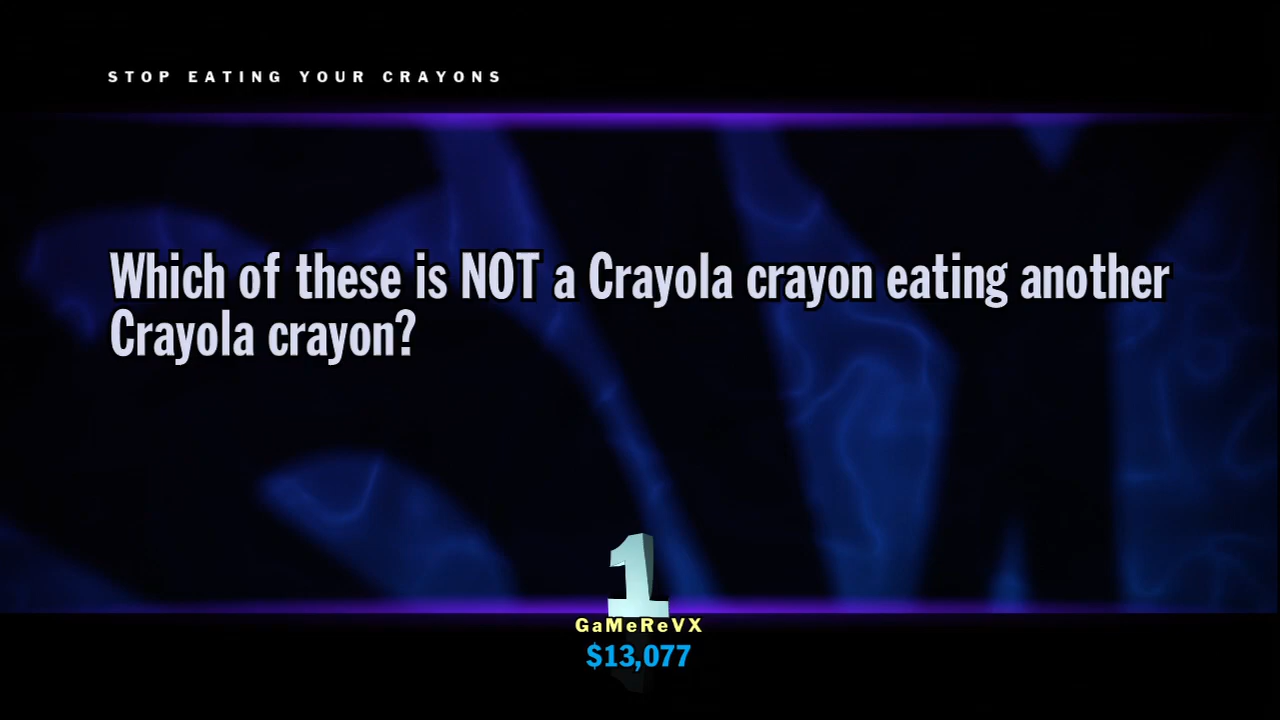 STOP EATING YOUR CRAYONS
Which of these is NOT a Crayola crayon eating another
Crayola crayon?
1
GaMeReVX
$13,077